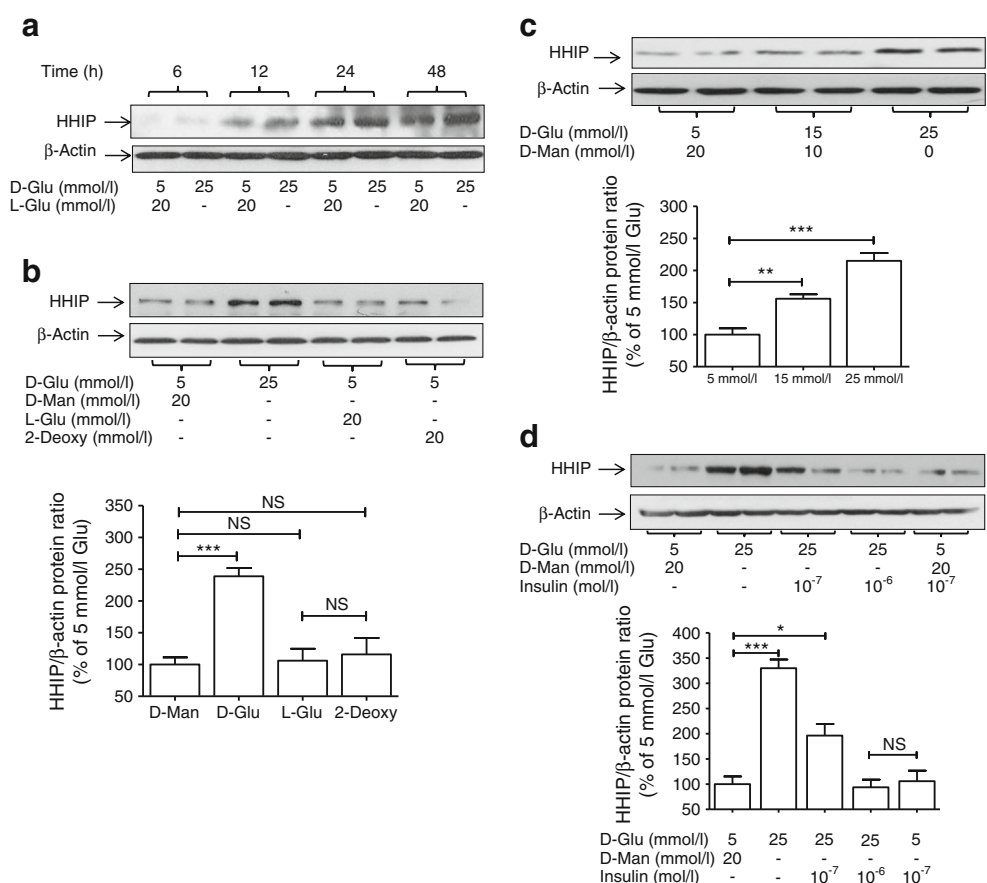 a
Time (h) 6 12 24 48
HHIP
β-Actin
D-Glu (mmol/l) 5 25 5 25 5 25 5 25
L-Glu (mmol/l) 20 - 20 - 20 - 20 -
b
HHIP
β-Actin
D-Glu (mmol/l) 5 25 5 5
D-Man (mmol/l) 20 - - -
L-Glu (mmol/l) - - 20 -
2-Deoxy (mmol/l) - - - 20
HHIP/β-actin protein ratio
(% of 5 mmol/l Glu)
350
300
250
200
150
100
50
NS
NS
***
NS
D-Man D-Glu L-Glu 2-Deoxy
c
HHIP
β-Actin
D-Glu (mmol/l) 5 15 25
D-Man (mmol/l) 20 10 0
HHIP/β-actin protein ratio
(% of 5 mmol/l Glu)
300
250
200
150
100
50
***
**
5 mmol/l 15 mmol/l 25 mmol/l
d
HHIP
β-Actin
D-Glu (mmol/l) 5 25 25 25 5
D-Man (mmol/l) 20 - - - 20
Insulin (mol/l) - - 10⁻⁷ 10⁻⁶ 10⁻⁷
HHIP/β-actin protein ratio
(% of 5 mmol/l Glu)
400
350
300
250
200
150
100
50
*
***
NS
D-Glu (mmol/l) 5 25 25 25 5
D-Man (mmol/l) 20 - - - -
Insulin (mol/l) - - 10⁻⁷ 10⁻⁶ 10⁻⁷